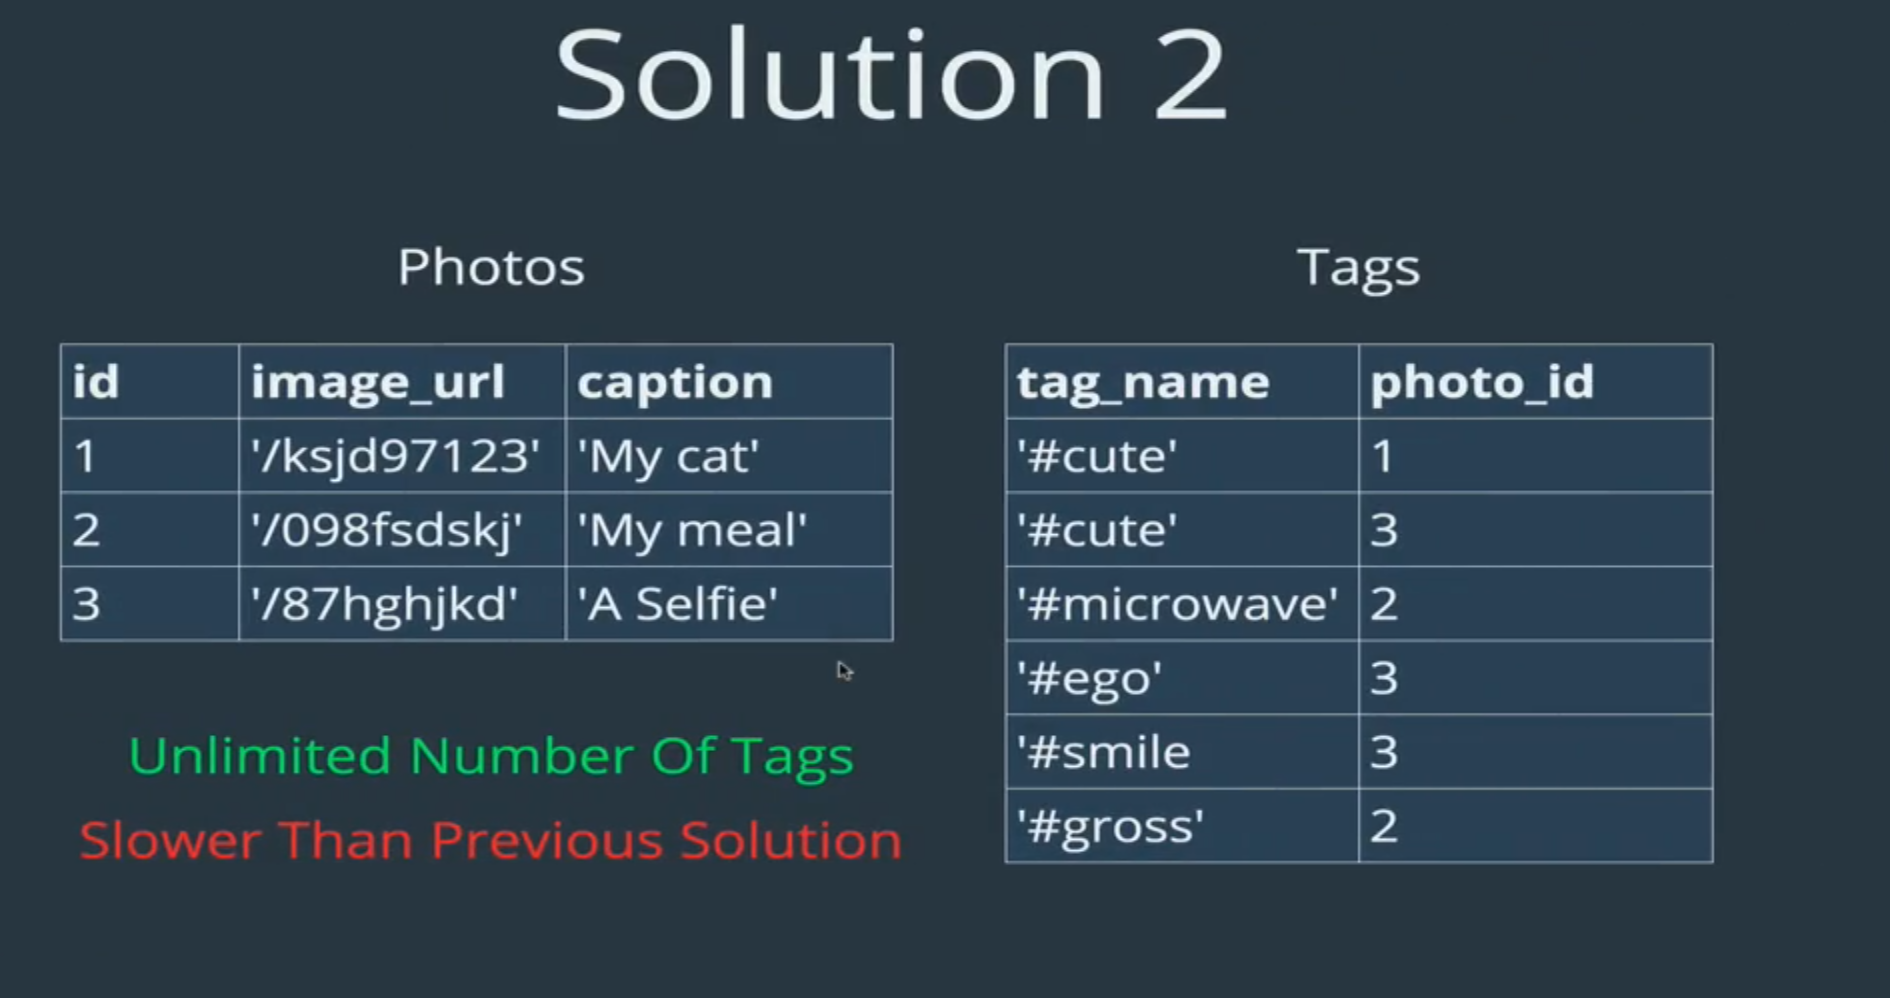 Solution 2
Photos
id image_url caption
1 '/ksjd97123' 'My cat'
2 '/098fsdskj' 'My meal'
3 '/87hghjkd' 'A Selfie'
Unlimited Number Of Tags
Slower Than Previous Solution
Tags
tag_name photo_id
'#cute' 1
'#cute' 3
'#microwave' 2
'#ego' 3
'#smile 3
'#gross' 2